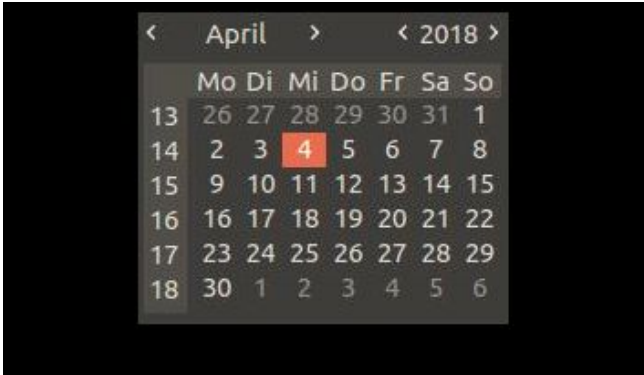 < April > < 2018 >
Mo Di Mi Do Fr Sa So
13 26 27 28 29 30 31 1
14 2 3 4 5 6 7 8
15 9 10 11 12 13 14 15
16 16 17 18 19 20 21 22
17 23 24 25 26 27 28 29
18 30 1 2 3 4 5 6